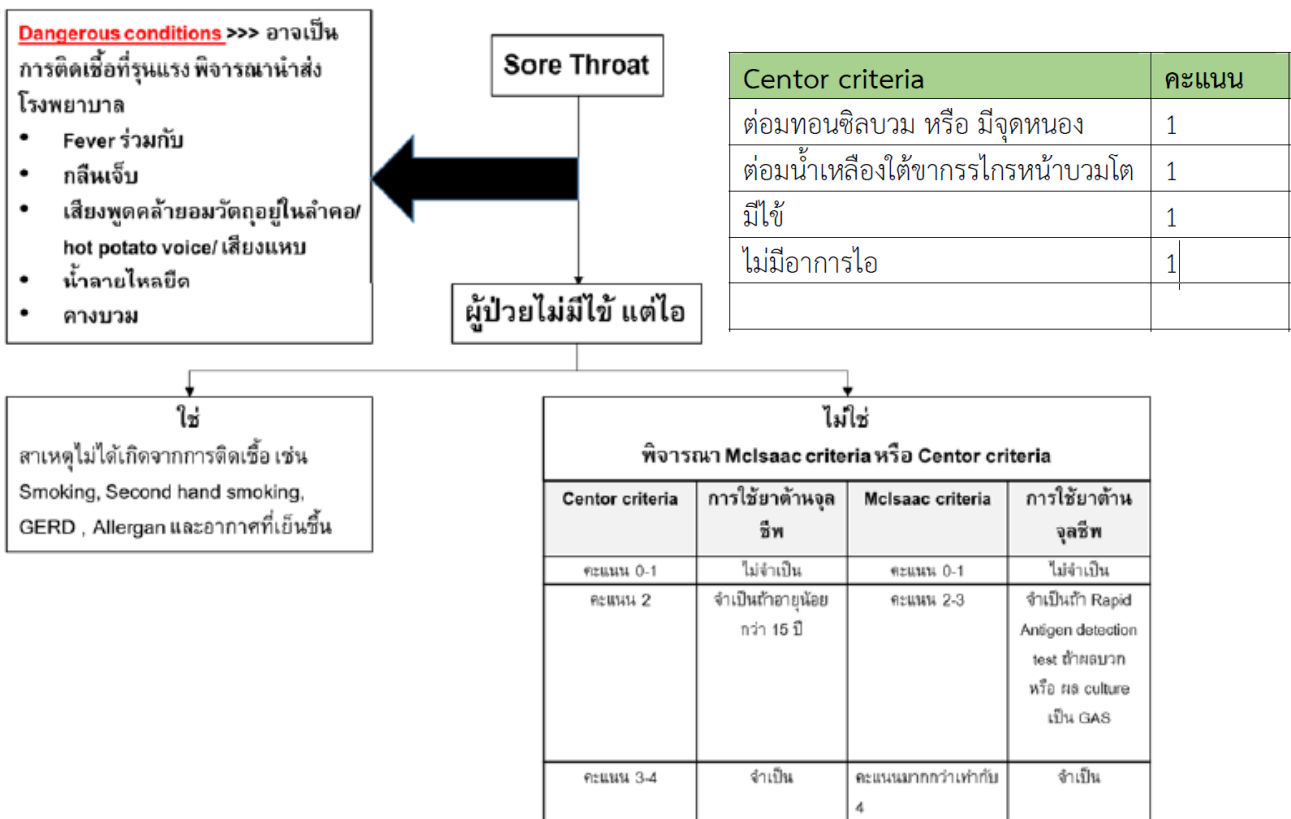 Dangerous conditions >>> อาจเป็น
การติดเชื้อที่รุนแรง พิจารณานำส่ง
โรงพยาบาล
• Fever ร่วมกับ
• กลืนเจ็บ
• เสียงพูดคล้ายอมวัตถุอยู่ในลำคอ/
hot potato voice/ เสียงแหบ
• น้ำลายไหลยืด
• คางบวม
Sore Throat
Centor criteria คะแนน
ต่อมทอนซิลบวม หรือ มีจุดหนอง 1
ต่อมน้ำเหลืองใต้ขากรรไกรหน้าบวมโต 1
มีไข้ 1
ไม่มีอาการไอ 1
ผู้ป่วยไม่มีไข้ แต่ไอ
ใช่
สาเหตุไม่ได้เกิดจากการติดเชื้อ เช่น
Smoking, Second hand smoking,
GERD , Allergan และอากาศที่เย็นชื้น
ไม่ใช่
พิจารณา McIsaac criteria หรือ Centor criteria
Centor criteria การใช้ยาต้านจุล McIsaac criteria การใช้ยาต้าน
ชีพ จุลชีพ
คะแนน 0-1 ไม่จำเป็น คะแนน 0-1 ไม่จำเป็น
คะแนน 2 จำเป็นถ้าอายุน้อย คะแนน 2-3 จำเป็นถ้า Rapid
กว่า 15 ปี Antigen detection
test ถ้าผลบวก
หรือ ผล culture
เป็น GAS
คะแนน 3-4 จำเป็น คะแนนมากกว่าเท่ากับ จำเป็น
4